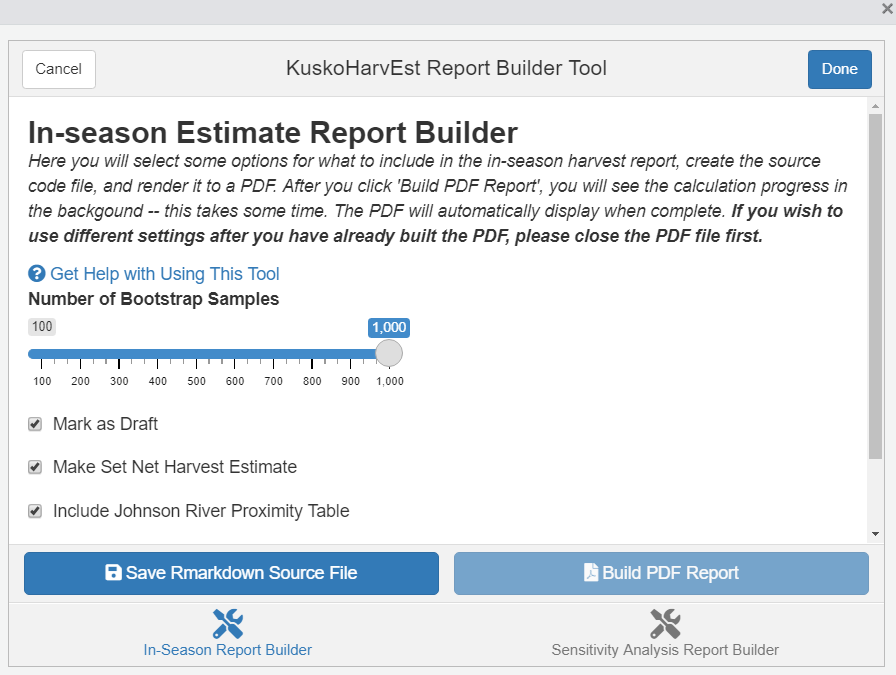 Cancel
KuskoHarvEst Report Builder Tool
Done
In-season Estimate Report Builder
Here you will select some options for what to include in the in-season harvest report, create the source
code file, and render it to a PDF. After you click 'Build PDF Report', you will see the calculation progress in
the backgound -- this takes some time. The PDF will automatically display when complete. If you wish to
use different settings after you have already built the PDF, please close the PDF file first.
Get Help with Using This Tool
Number of Bootstrap Samples
100
1,000
100 200 300 400 500 600 700 800 900 1,000
Mark as Draft
Make Set Net Harvest Estimate
Include Johnson River Proximity Table
Save Rmarkdown Source File
Build PDF Report
In-Season Report Builder
Sensitivity Analysis Report Builder